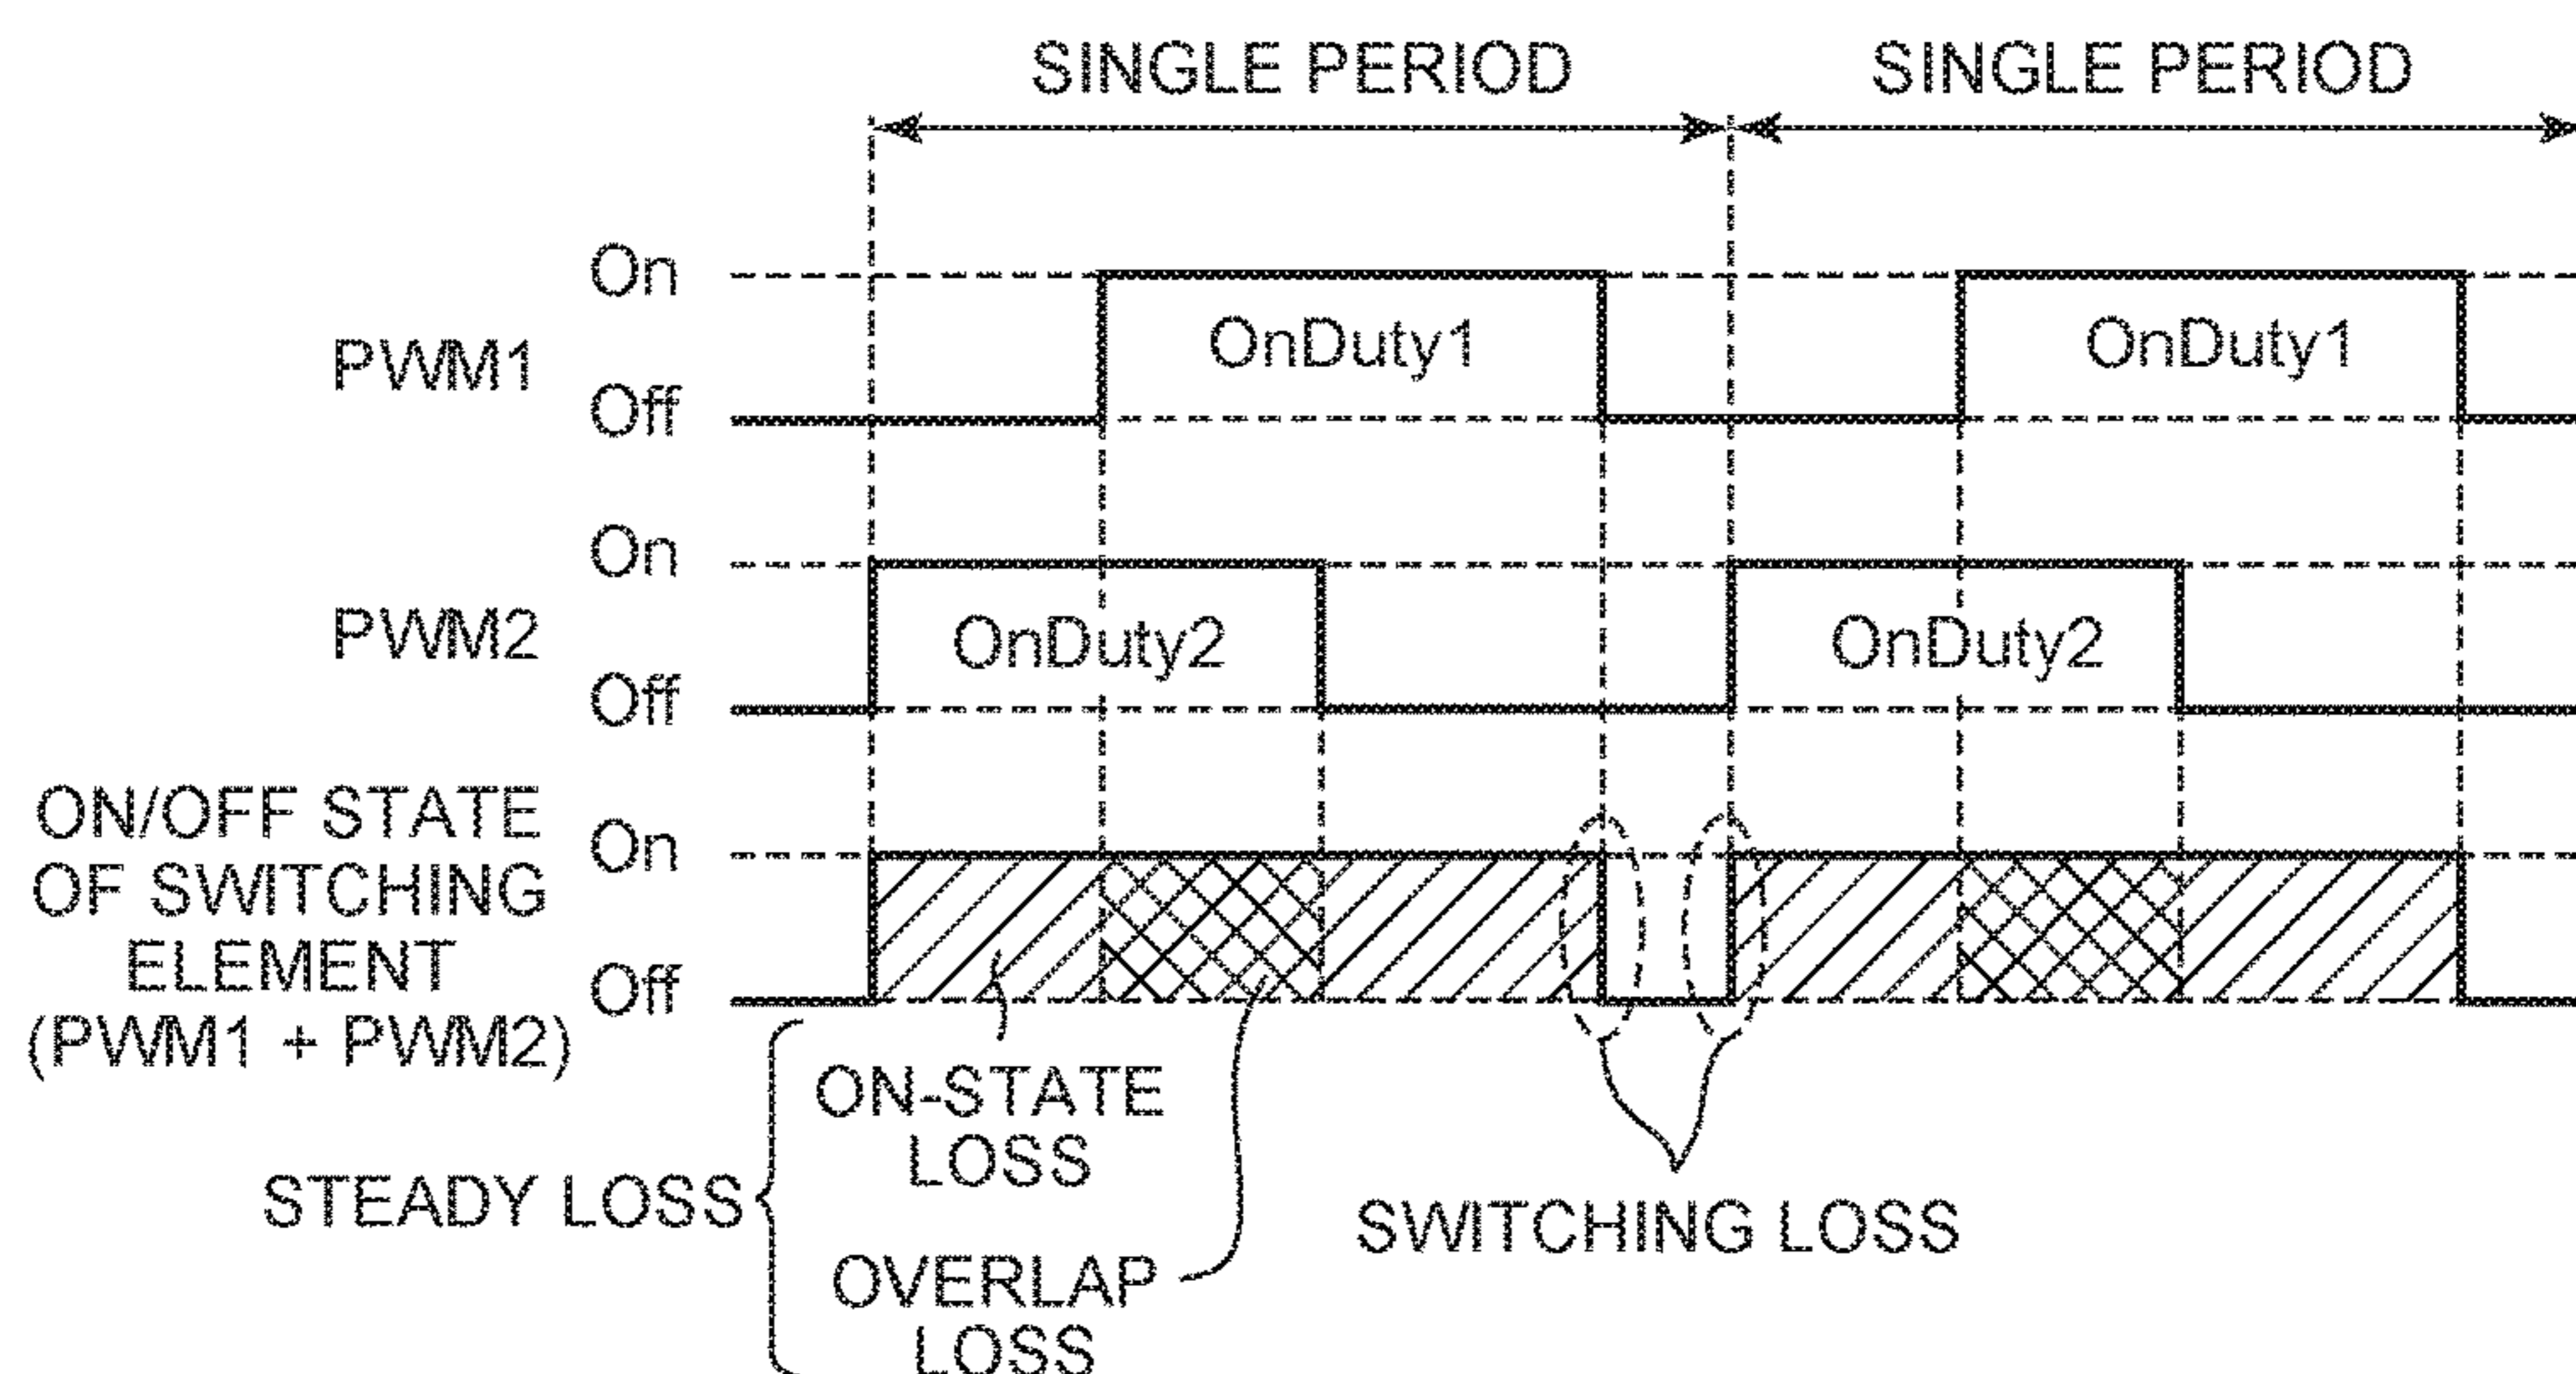 SINGLE PERIOD
SINGLE PERIOD
On
PWM1
OnDuty1
OnDuty1
Off
On
PWM2
OnDuty2
OnDuty2
Off
ON/OFF STATE
OF SWITCHING
ELEMENT
(PWM1 + PWM2)
On
Off
STEADY LOSS
ON-STATE
LOSS
OVERLAP
LOSS
SWITCHING LOSS